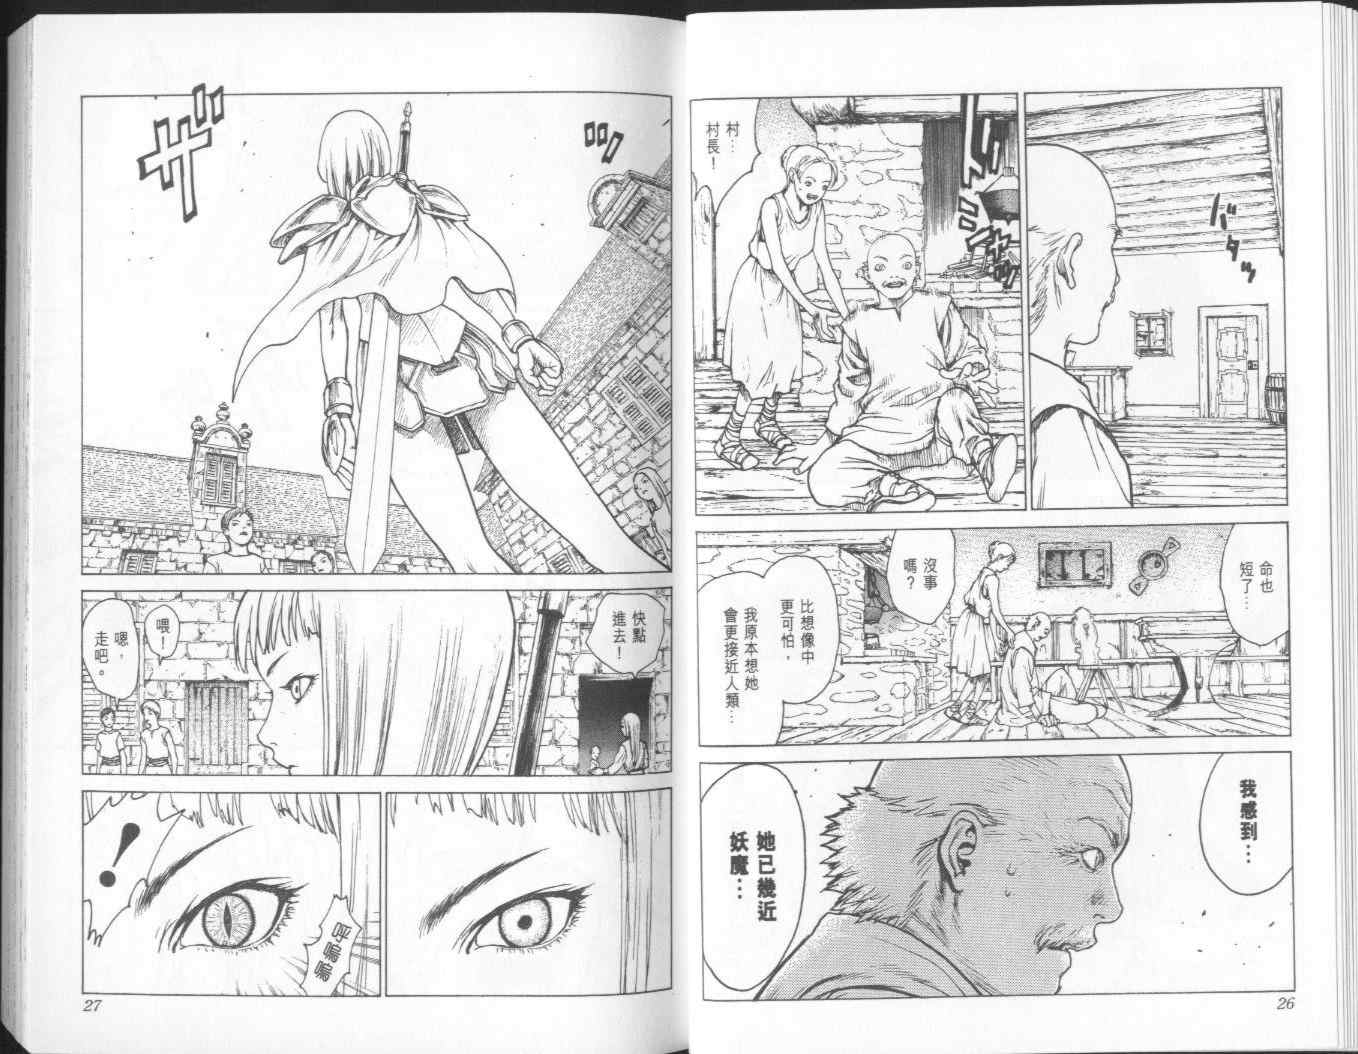 バタッ
村…
村長！
命也
短了…
沒事
嗎？
比想像中
更可怕，
我原本想她
會更接近人類…
我感到…
她已幾近
妖魔…
26
ザッ
快點
進去！
喂！
嗯，
走吧。
！
呼嗚嗚
27